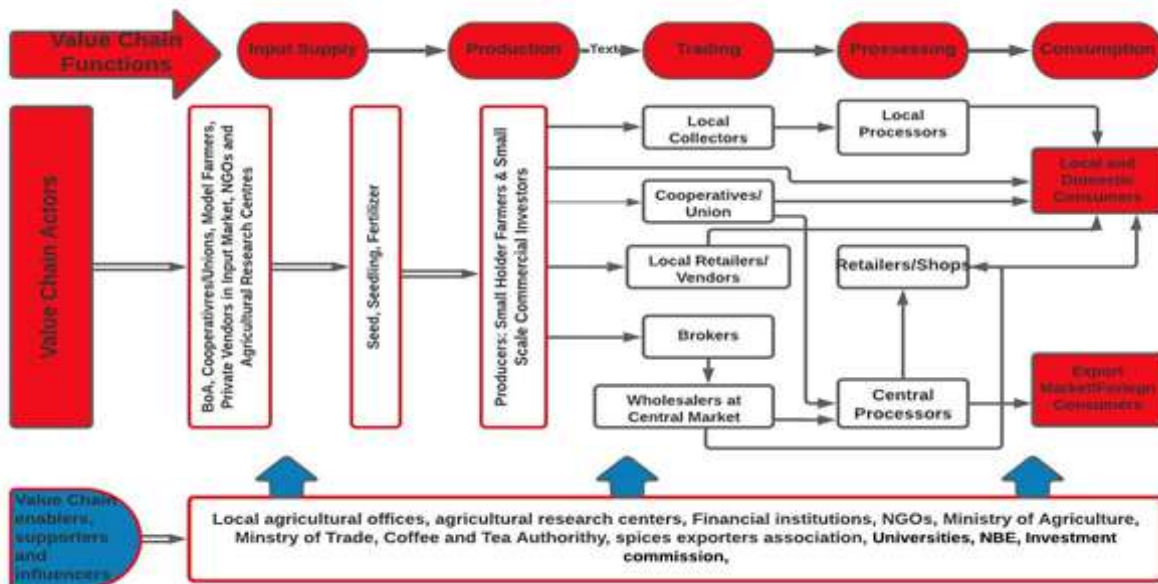 Value Chain
Functions
Input Supply
Production
Text
Trading
Prossessing
Consumption
Value Chain Actors
BoA, Cooperativres/Unions, Model Farmers,
Private Vendors in Input Market, NGOs and
Agricultural Research Centres
Seed, Seedling, Fertilizer
Producers: Small Holder Farmers & Small
Scale Commercial Investors
Local
Collectors
Local
Processors
Local and
Domestic
Consumers
Cooperatives/
Union
Local Retailers/
Vendors
Retailers/Shops
Brokers
Wholesalers at
Central Market
Central
Processors
Export
Market/Foriegn
Consumers
Value Chain
enablers,
supporters
and
influencers
Local agricultural offices, agricultural research centers, Financial institutions, NGOs, Ministry of Agriculture,
Minstry of Trade, Coffee and Tea Authorithy, spices exporters association, Universities, NBE, Investment
commission,